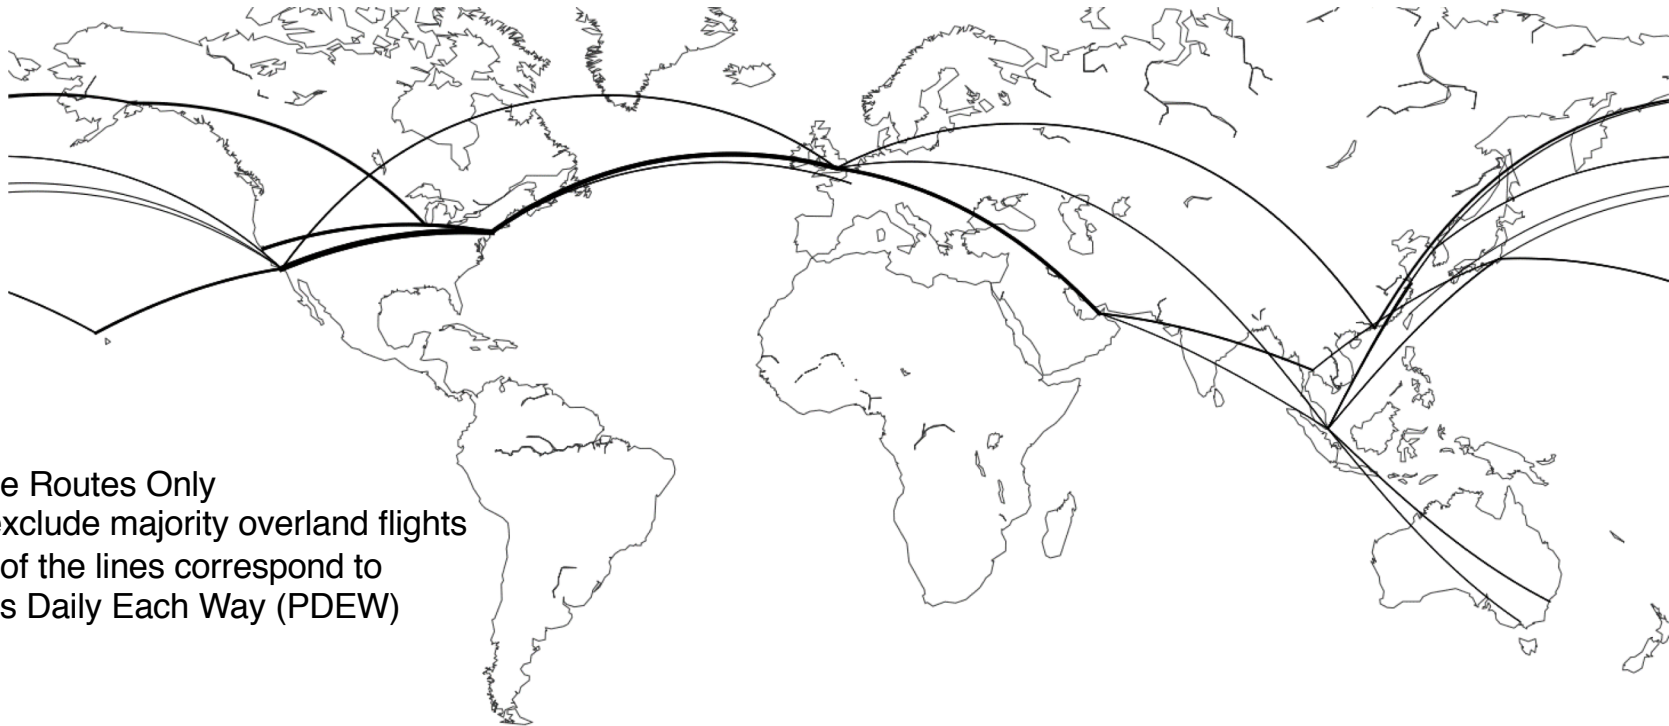 e Routes Only
exclude majority overland flights
of the lines correspond to
s Daily Each Way (PDEW)